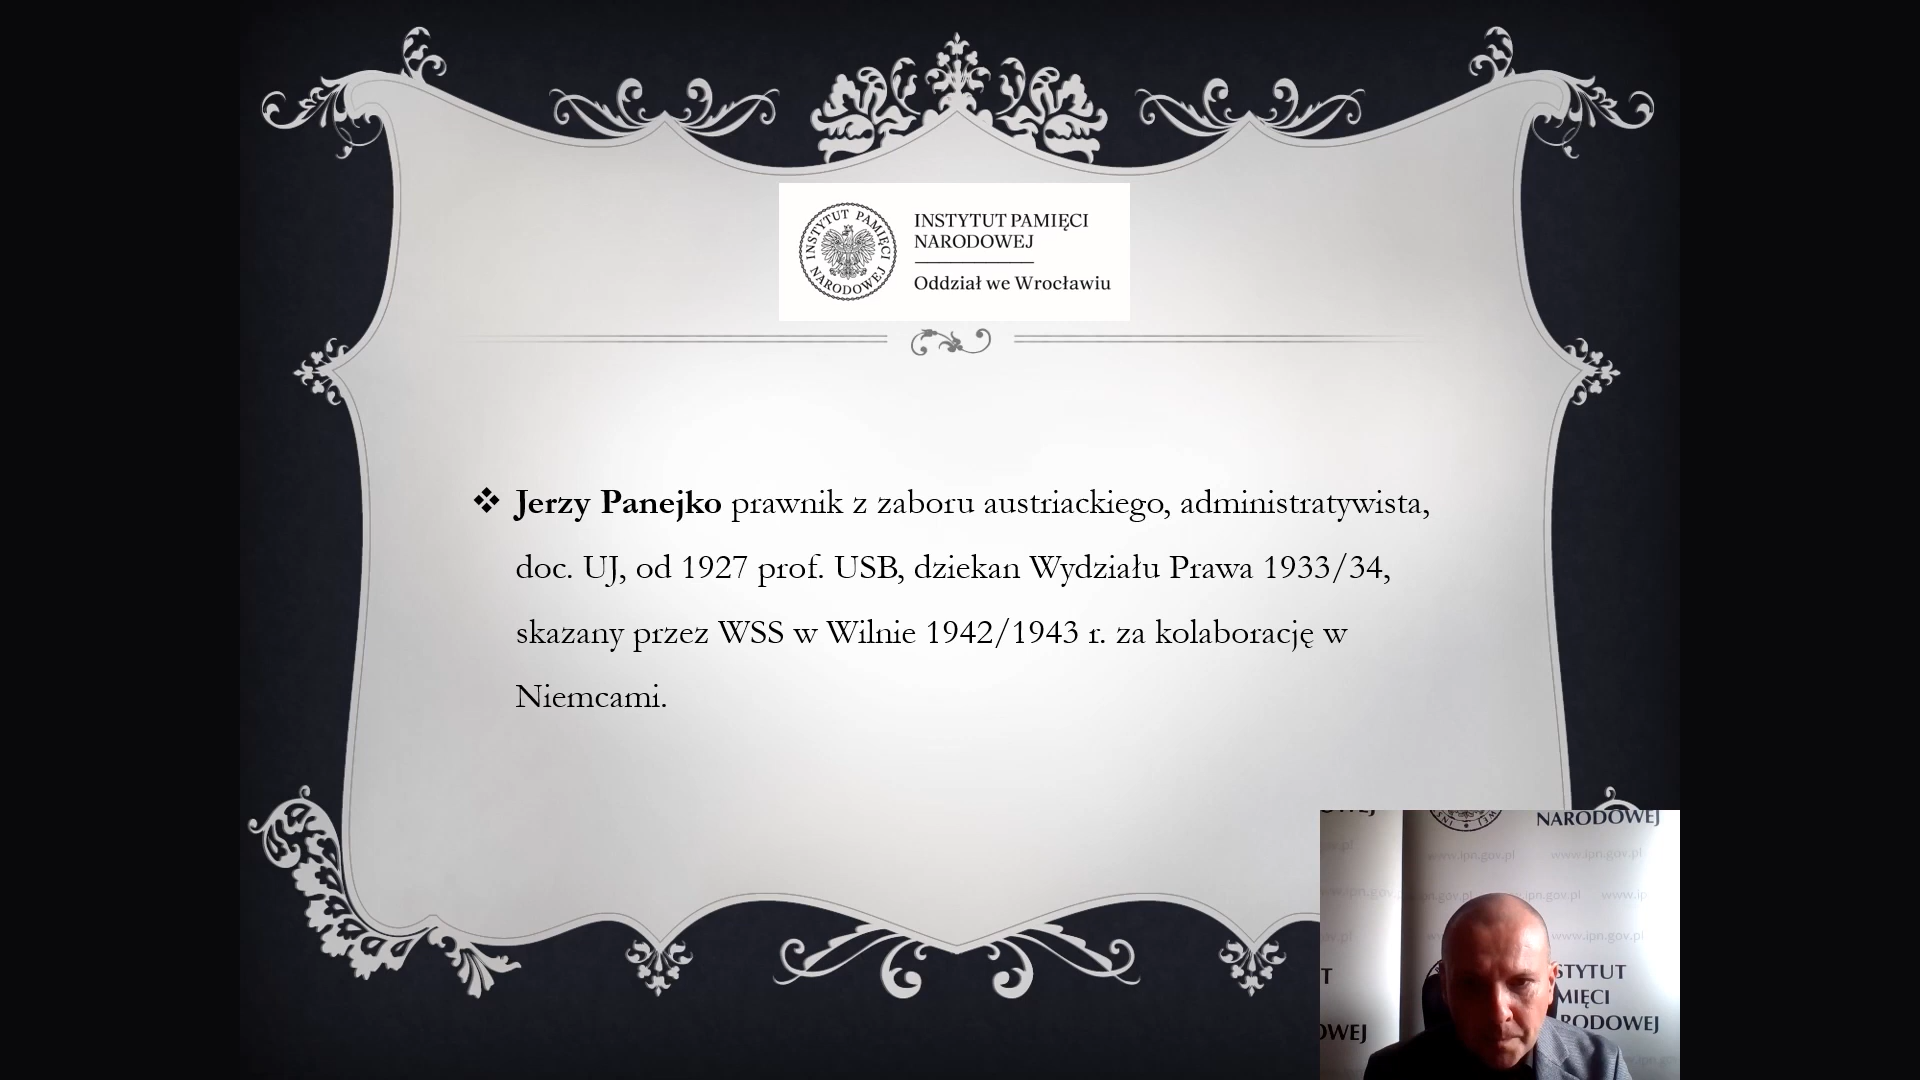 INSTYTUT PAMIĘCI NARODOWEJ
INSTYTUT PAMIĘCI
NARODOWEJ
Oddział we Wrocławiu
❖ Jerzy Panejko prawnik z zaboru austriackiego, administratywista,
doc. UJ, od 1927 prof. USB, dziekan Wydziału Prawa 1933/34,
skazany przez WSS w Wilnie 1942/1943 r. za kolaborację w
Niemcami.
NARODOWEJ
www.ipn.gov.pl www.ipn.gov.pl
www.ipn.gov.pl
STYTUT
MIĘCI
RODOWEJ
OWEJ